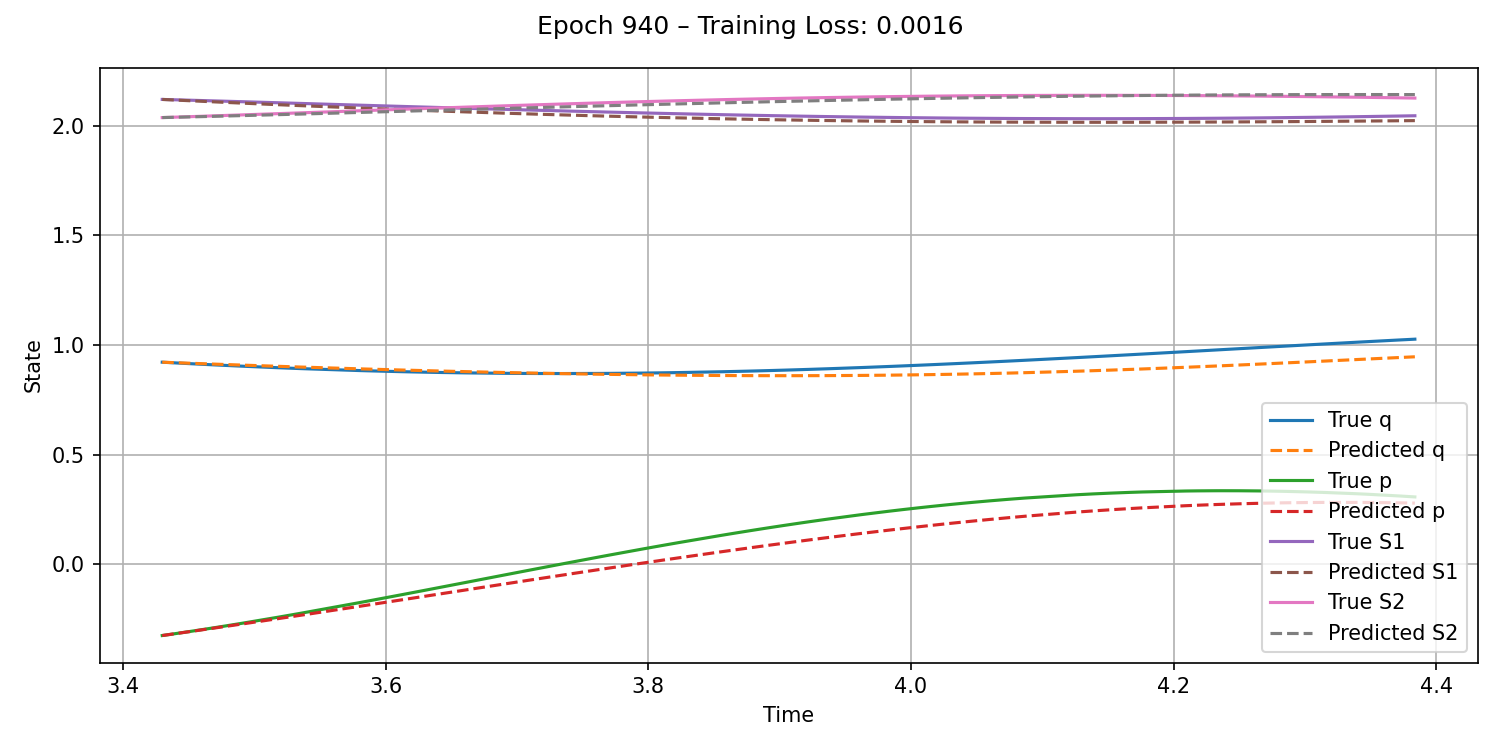 Epoch 940 – Training Loss: 0.0016
2.0
1.5
1.0
0.5
0.0
State
True q
Predicted q
True p
Predicted p
True S1
Predicted S1
True S2
Predicted S2
3.4
3.6
3.8
4.0
4.2
4.4
Time